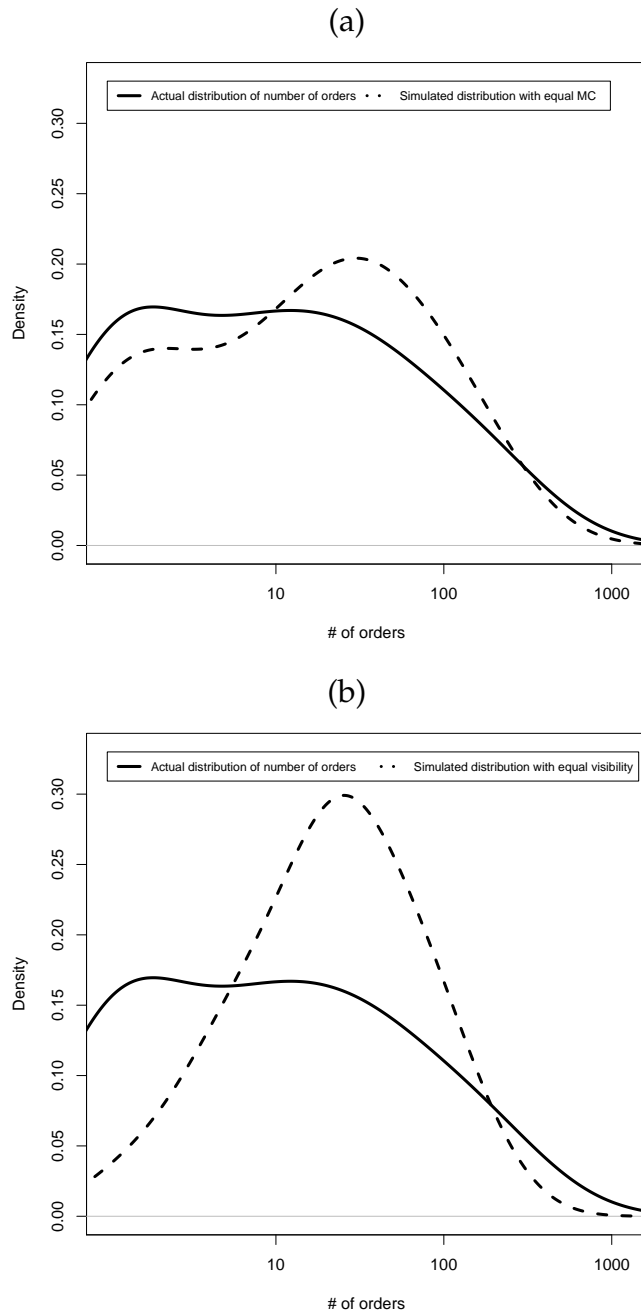 (a)
Actual distribution of number of orders Simulated distribution with equal MC
0.30
0.25
0.20
0.15
0.10
0.05
0.00
Density
10 100 1000
# of orders
(b)
Actual distribution of number of orders Simulated distribution with equal visibility
0.30
0.25
0.20
0.15
0.10
0.05
0.00
Density
10 100 1000
# of orders